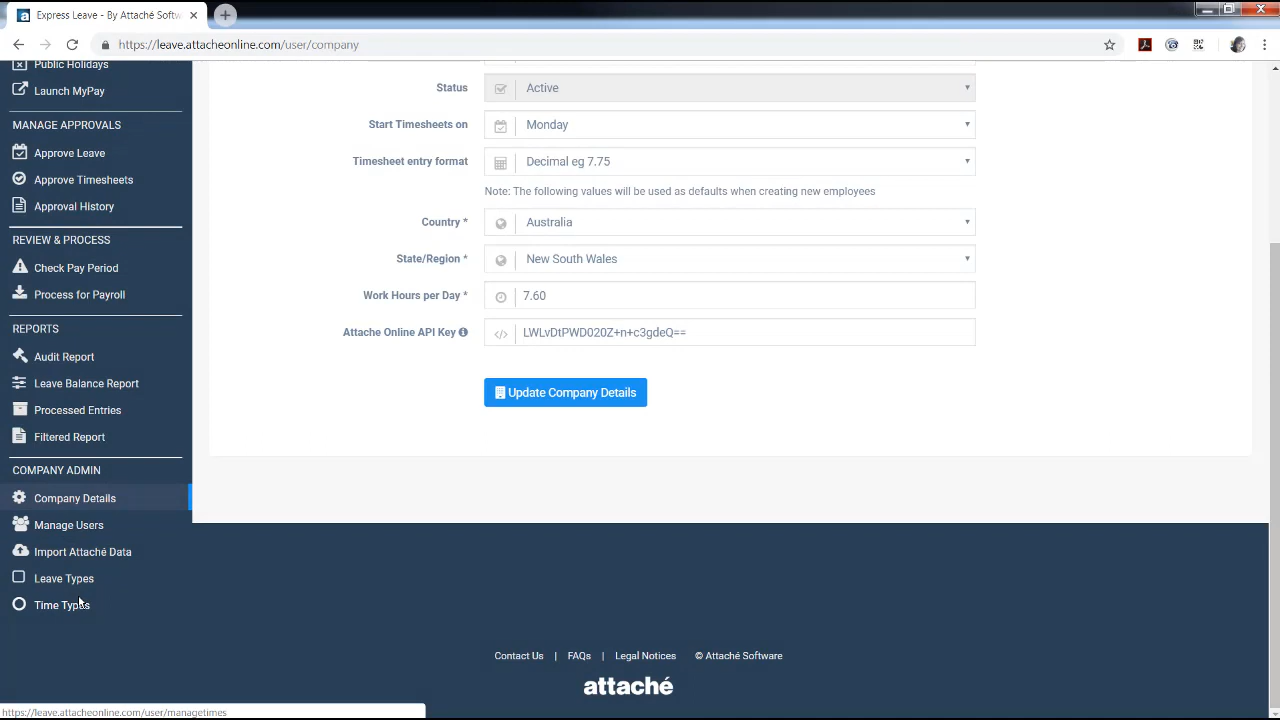 Express Leave - By Attaché Softw
https://leave.attacheonline.com/user/company
Public Holidays
Launch MyPay
MANAGE APPROVALS
Approve Leave
Approve Timesheets
Approval History
REVIEW & PROCESS
Check Pay Period
Process for Payroll
REPORTS
Audit Report
Leave Balance Report
Processed Entries
Filtered Report
COMPANY ADMIN
Company Details
Manage Users
Import Attaché Data
Leave Types
Time Types
Status Active
Start Timesheets on Monday
Timesheet entry format Decimal eg 7.75
Note: The following values will be used as defaults when creating new employees
Country * Australia
State/Region * New South Wales
Work Hours per Day * 7.60
Attache Online API Key LWLvDtPWD020Z+n+c3gdeQ==
Update Company Details
Contact Us | FAQs | Legal Notices © Attaché Software
attaché
https://leave.attacheonline.com/user/managetimes